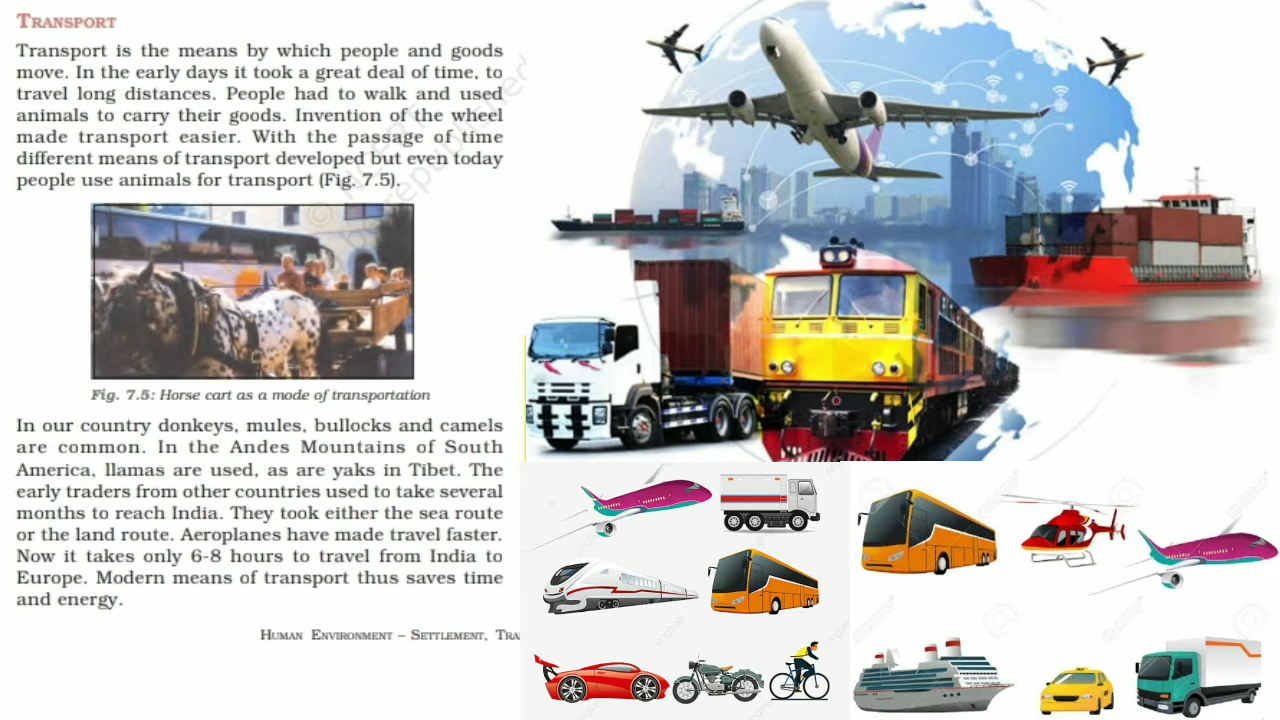 TRANSPORT
Transport is the means by which people and goods
move. In the early days it took a great deal of time, to
travel long distances. People had to walk and used
animals to carry their goods. Invention of the wheel
made transport easier. With the passage of time
different means of transport developed but even today
people use animals for transport (Fig. 7.5).
Fig. 7.5: Horse cart as a mode of transportation
In our country donkeys, mules, bullocks and camels
are common. In the Andes Mountains of South
America, llamas are used, as are yaks in Tibet. The
early traders from other countries used to take several
months to reach India. They took either the sea route
or the land route. Aeroplanes have made travel faster.
Now it takes only 6-8 hours to travel from India to
Europe. Modern means of transport thus saves time
and energy.
HUMAN ENVIRONMENT – SETTLEMENT, TRA